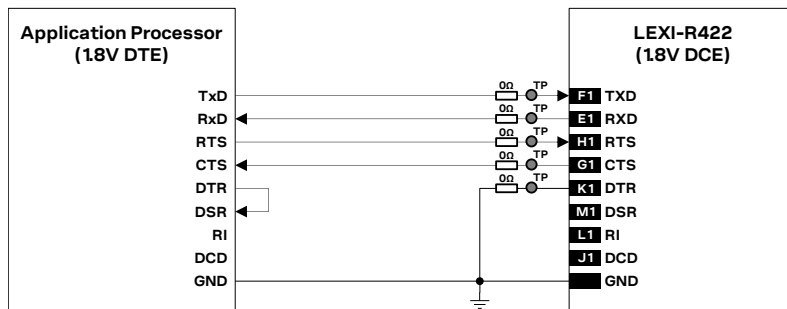 Application Processor
(1.8V DTE)
LEXI-R422
(1.8V DCE)
TxD 0Ω TP F1 TXD
RxD 0Ω TP E1 RXD
RTS 0Ω TP H1 RTS
CTS 0Ω TP G1 CTS
DTR 0Ω TP K1 DTR
DSR M1 DSR
RI L1 RI
DCD J1 DCD
GND GND